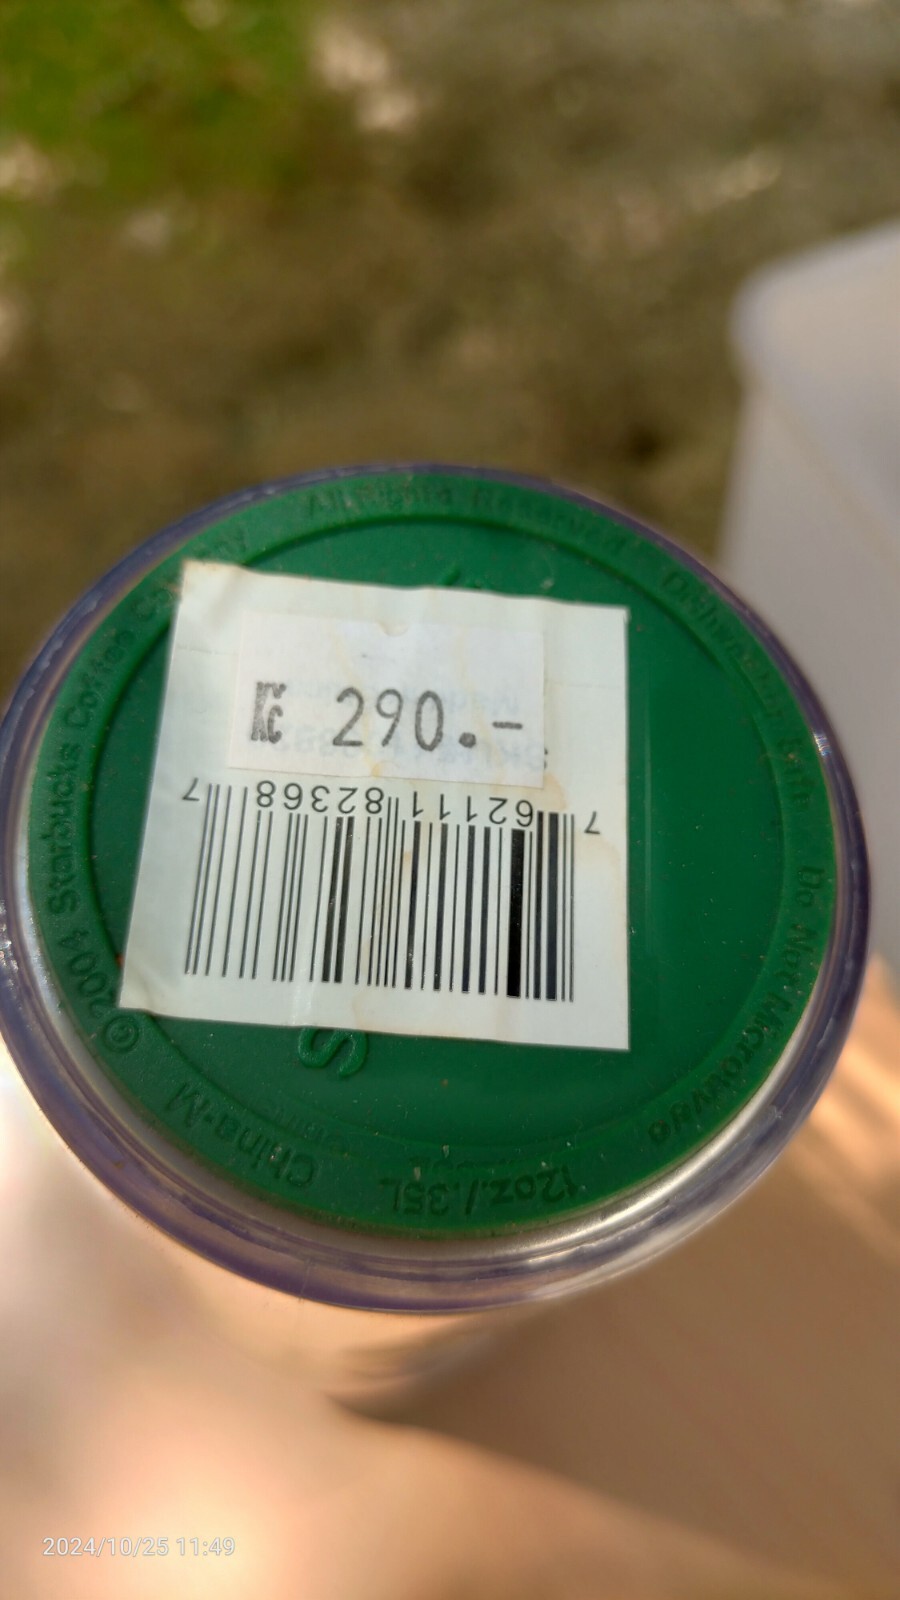 Kč 290.-
7 62111 82368 7
© 2004 Starbucks Coffee Company
All Rights Reserved
Do Not Microwave
12oz./.35L
China-M
S
2024/10/25 11:49